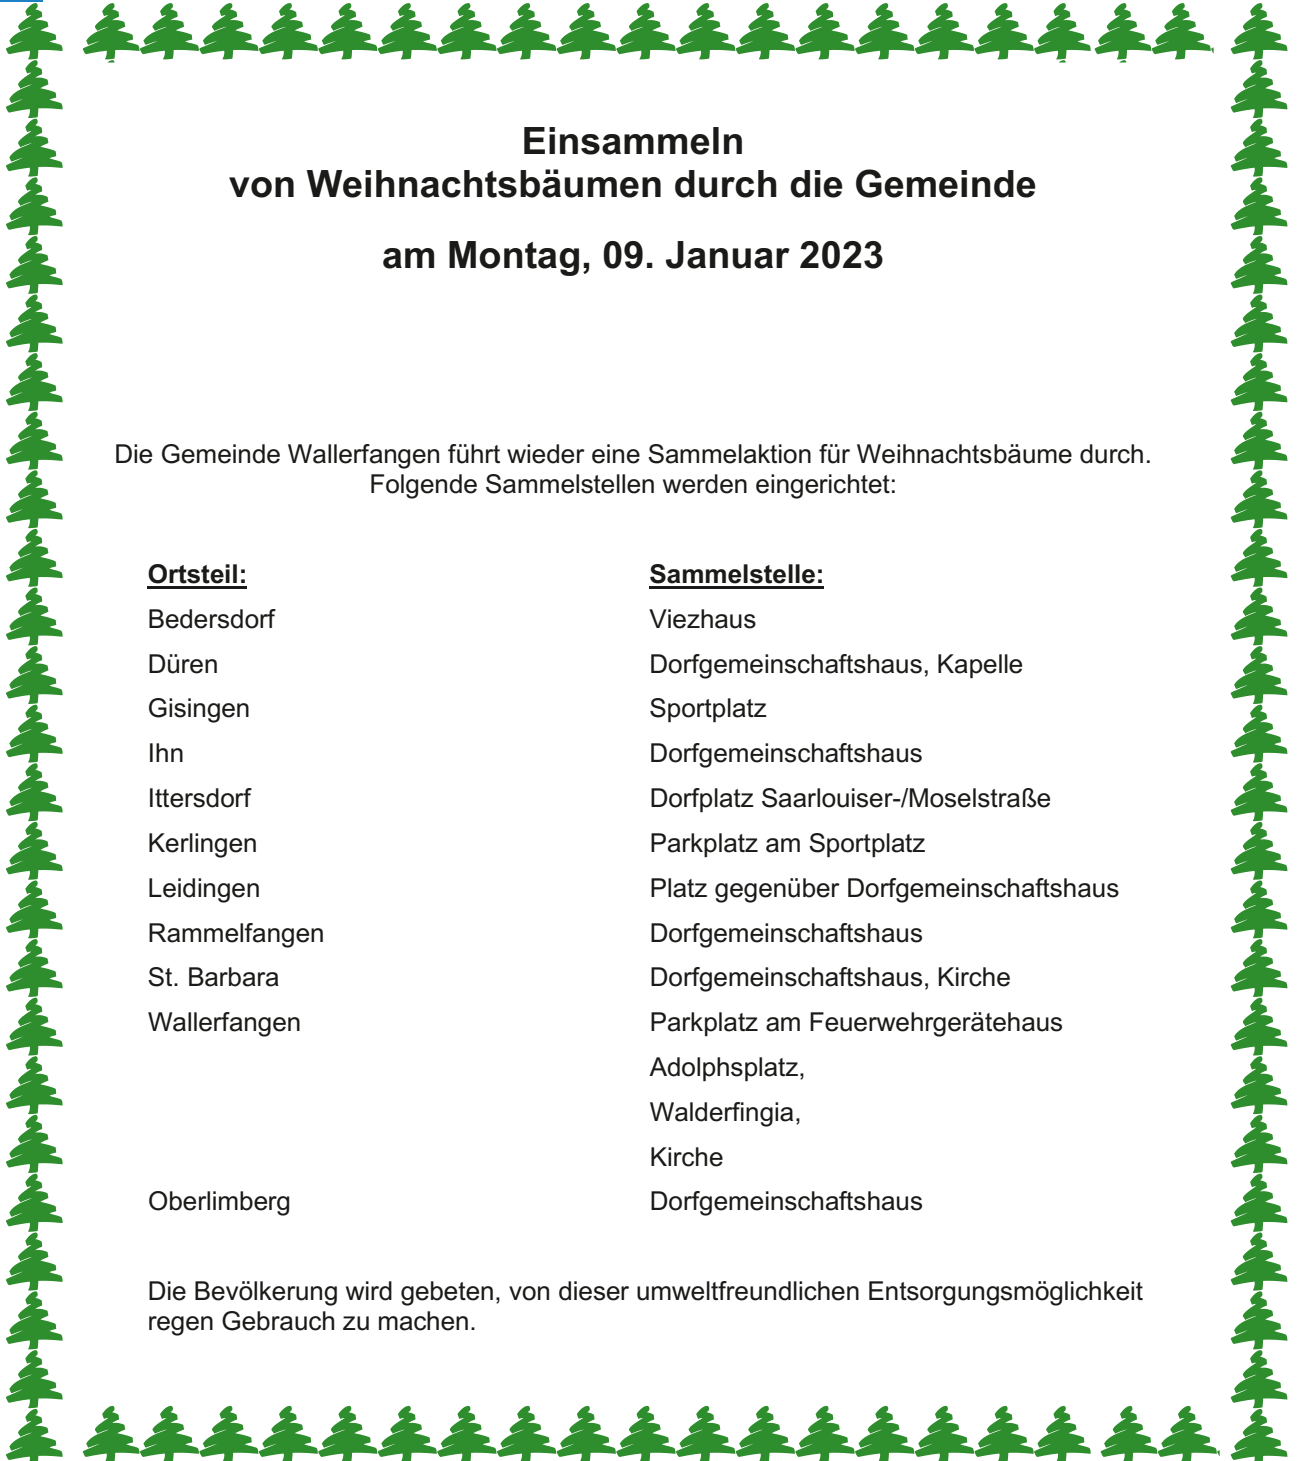 Einsammeln
von Weihnachtsbäumen durch die Gemeinde
am Montag, 09. Januar 2023
Die Gemeinde Wallerfangen führt wieder eine Sammelaktion für Weihnachtsbäume durch.
Folgende Sammelstellen werden eingerichtet:
Ortsteil: Sammelstelle:
Bedersdorf Viezhaus
Düren Dorfgemeinschaftshaus, Kapelle
Gisingen Sportplatz
Ihn Dorfgemeinschaftshaus
Ittersdorf Dorfplatz Saarlouiser-/Moselstraße
Kerlingen Parkplatz am Sportplatz
Leidingen Platz gegenüber Dorfgemeinschaftshaus
Rammelfangen Dorfgemeinschaftshaus
St. Barbara Dorfgemeinschaftshaus, Kirche
Wallerfangen Parkplatz am Feuerwehrgerätehaus
Adolphsplatz,
Walderfingia,
Kirche
Oberlimberg Dorfgemeinschaftshaus
Die Bevölkerung wird gebeten, von dieser umweltfreundlichen Entsorgungsmöglichkeit
regen Gebrauch zu machen.